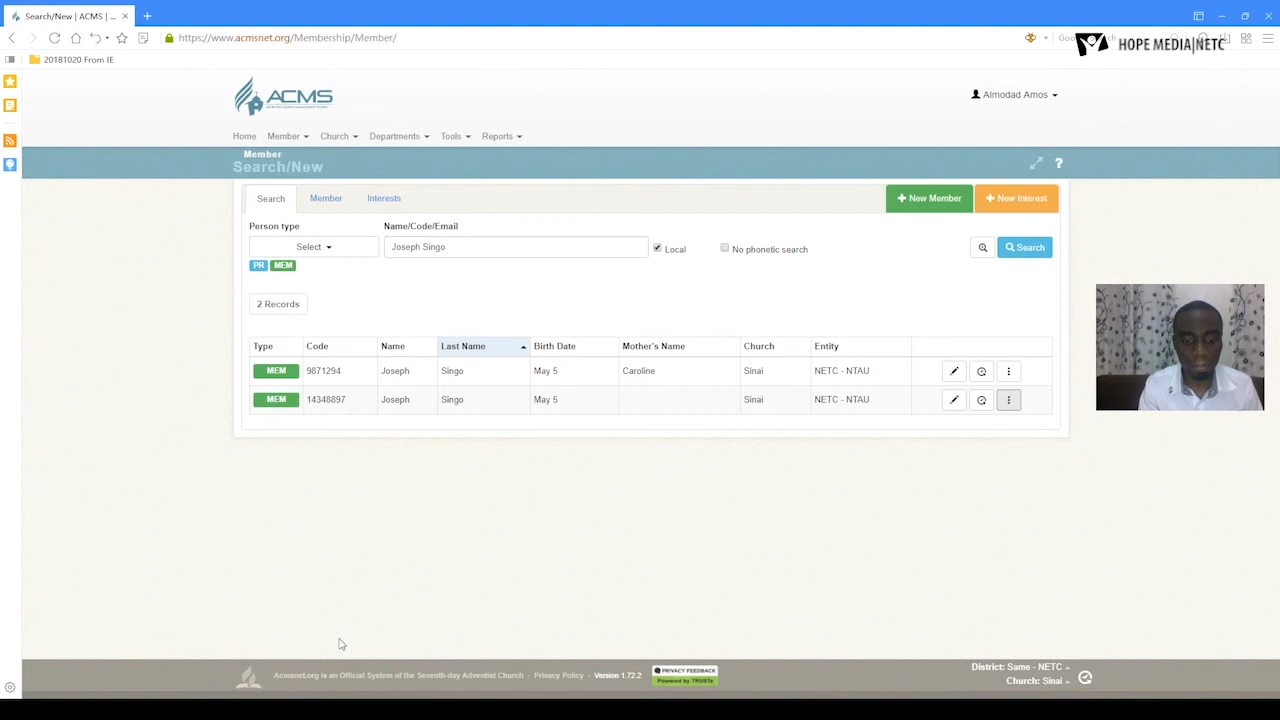 Search/New | ACMS | ...
https://www.acmsnet.org/Membership/Member/
HOPE MEDIA|NETC
20181020 From IE
ACMS
Almodad Amos
Home Member Church Departments Tools Reports
Member
Search/New
?
Search Member Interests
New Member
New Interest
Person type
Name/Code/Email
Select
Joseph Singo
Local
No phonetic search
Search
PR MEM
2 Records
Type Code Name Last Name Birth Date Mother's Name Church Entity
MEM 9871294 Joseph Singo May 5 Caroline Sinai NETC - NTAU
MEM 14348897 Joseph Singo May 5 Sinai NETC - NTAU
Acmsnet.org is an Official System of the Seventh-day Adventist Church - Privacy Policy - Version 1.72.2
PRIVACY FEEDBACK
Powered by TRUSTe
District: Same - NETC
Church: Sinai